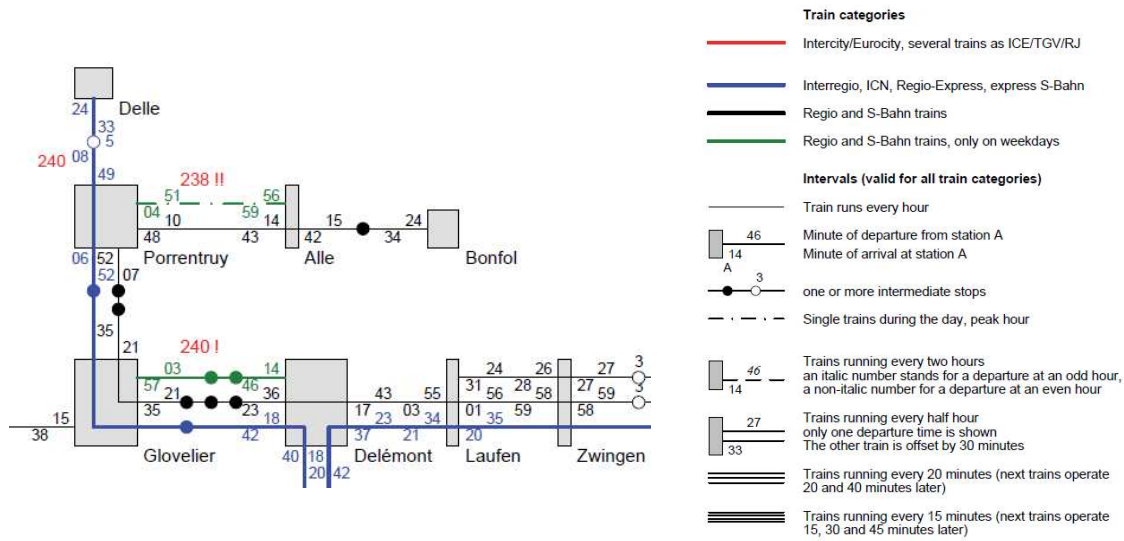 Train categories
Intercity/Eurocity, several trains as ICE/TGV/RJ
Interregio, ICN, Regio-Express, express S-Bahn
Regio and S-Bahn trains
Regio and S-Bahn trains, only on weekdays
Intervals (valid for all train categories)
Train runs every hour
46 Minute of departure from station A
14 Minute of arrival at station A
A
3
one or more intermediate stops
Single trains during the day, peak hour
Trains running every two hours
46 an italic number stands for a departure at an odd hour,
14 a non-italic number for a departure at an even hour
Trains running every half hour
27 only one departure time is shown
33 The other train is offset by 30 minutes
Trains running every 20 minutes (next trains operate
20 and 40 minutes later)
Trains running every 15 minutes (next trains operate
15, 30 and 45 minutes later)
24 Delle
33
5
240 08
49
238 !!
51 56
04 59
10 14 15 24
48 43 42 34
Porrentruy Alle Bonfol
06 52
52 07
35
21
240 !
03 14
57 46
21 36
35 23
15
38
18
42
Glovelier
40 18
20 42
Delémont
43 55
17 03
23 34
37 21
Laufen
24 26
31 28
56 58
01 59
35
20
Zwingen
27 3
27 3
59
58